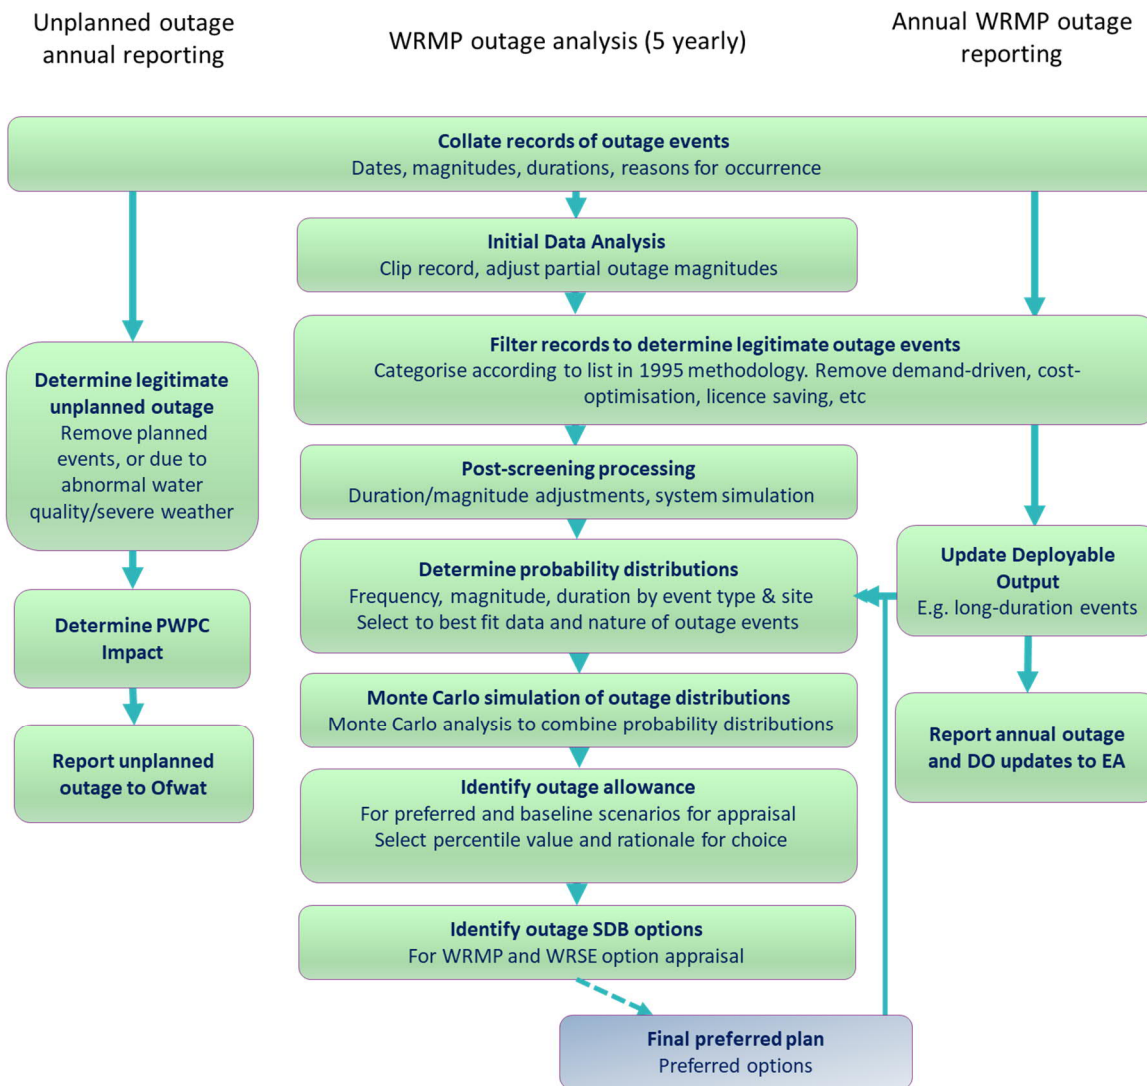 Unplanned outage
annual reporting
WRMP outage analysis (5 yearly)
Annual WRMP outage
reporting
Collate records of outage events
Dates, magnitudes, durations, reasons for occurrence
Initial Data Analysis
Clip record, adjust partial outage magnitudes
Filter records to determine legitimate outage events
Categorise according to list in 1995 methodology. Remove demand-driven, cost-
optimisation, licence saving, etc
Determine legitimate
unplanned outage
Remove planned
events, or due to
abnormal water
quality/severe weather
Post-screening processing
Duration/magnitude adjustments, system simulation
Determine probability distributions
Frequency, magnitude, duration by event type & site
Select to best fit data and nature of outage events
Update Deployable
Output
E.g. long-duration events
Determine PWPC
Impact
Monte Carlo simulation of outage distributions
Monte Carlo analysis to combine probability distributions
Report annual outage
and DO updates to EA
Report unplanned
outage to Ofwat
Identify outage allowance
For preferred and baseline scenarios for appraisal
Select percentile value and rationale for choice
Identify outage SDB options
For WRMP and WRSE option appraisal
Final preferred plan
Preferred options